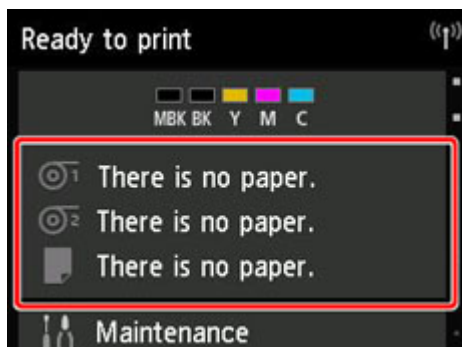 Ready to print
MBK BK Y M C
1 There is no paper.
2 There is no paper.
There is no paper.
Maintenance